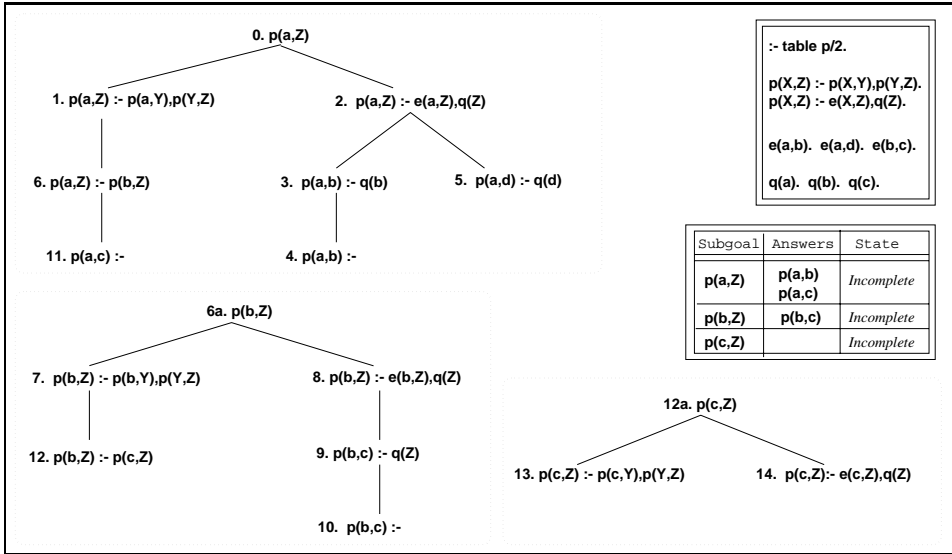 0. p(a,Z)
1. p(a,Z) :- p(a,Y),p(Y,Z)
2. p(a,Z) :- e(a,Z),q(Z)
6. p(a,Z) :- p(b,Z)
3. p(a,b) :- q(b)
5. p(a,d) :- q(d)
11. p(a,c) :-
4. p(a,b) :-
:- table p/2.
p(X,Z) :- p(X,Y),p(Y,Z).
p(X,Z) :- e(X,Z),q(Z).
e(a,b). e(a,d). e(b,c).
q(a). q(b). q(c).
Subgoal Answers State
p(a,Z) p(a,b) Incomplete
p(a,c)
p(b,Z) p(b,c) Incomplete
p(c,Z) Incomplete
6a. p(b,Z)
7. p(b,Z) :- p(b,Y),p(Y,Z)
8. p(b,Z) :- e(b,Z),q(Z)
12. p(b,Z) :- p(c,Z)
9. p(b,c) :- q(Z)
10. p(b,c) :-
12a. p(c,Z)
13. p(c,Z) :- p(c,Y),p(Y,Z)
14. p(c,Z):- e(c,Z),q(Z)